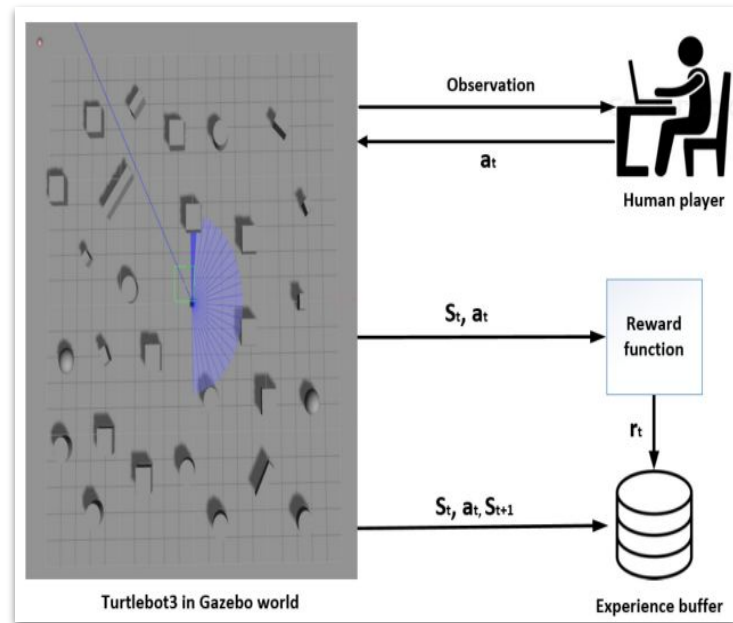 Observation
aₜ
Human player
Sₜ, aₜ
Reward
function
rₜ
Sₜ, aₜ, Sₜ₊₁
Turtlebot3 in Gazebo world
Experience buffer